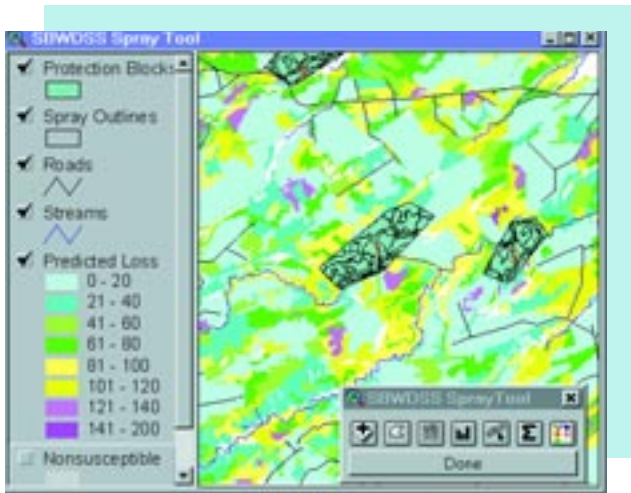 SBWDSS Spray Tool
Protection Blocks
Spray Outlines
Roads
Streams
Predicted Loss
0 - 20
21 - 40
41 - 60
61 - 80
81 - 100
101 - 120
121 - 140
141 - 200
Nonsusceptible
SBWDSS SprayTool
Σ
Done